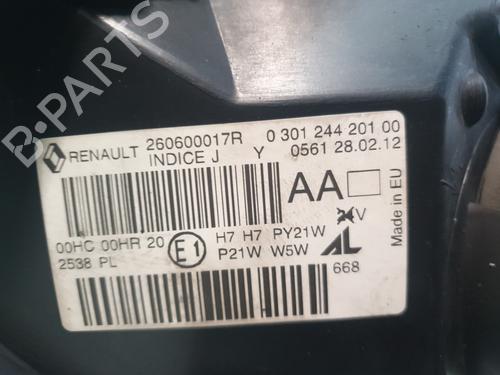 RENAULT 260600017R 0 301 244 201 00
INDICE J Y 0561 28.02.12
AA
Made in EU
00HC 00HR 20 E1 H7 H7 PY21W 24V
2538 PL P21W W5W AL
668
B-PARTS